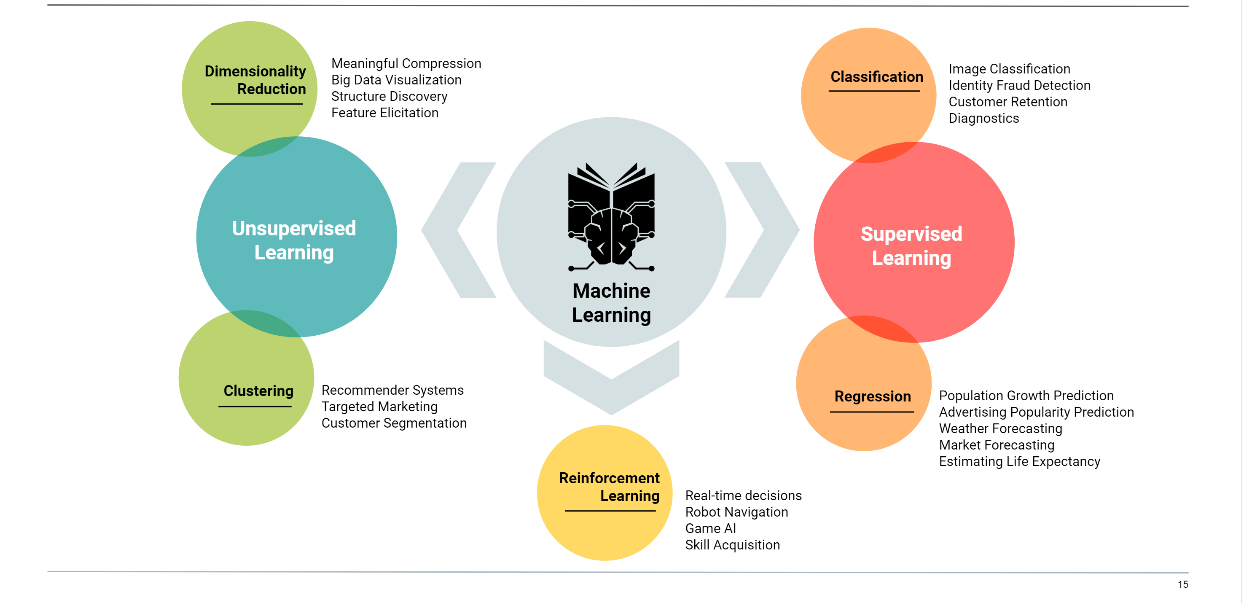 Dimensionality
Reduction
Meaningful Compression
Big Data Visualization
Structure Discovery
Feature Elicitation
Unsupervised
Learning
Clustering
Recommender Systems
Targeted Marketing
Customer Segmentation
Machine
Learning
Reinforcement
Learning
Real-time decisions
Robot Navigation
Game AI
Skill Acquisition
Classification
Image Classification
Identity Fraud Detection
Customer Retention
Diagnostics
Supervised
Learning
Regression
Population Growth Prediction
Advertising Popularity Prediction
Weather Forecasting
Market Forecasting
Estimating Life Expectancy
15